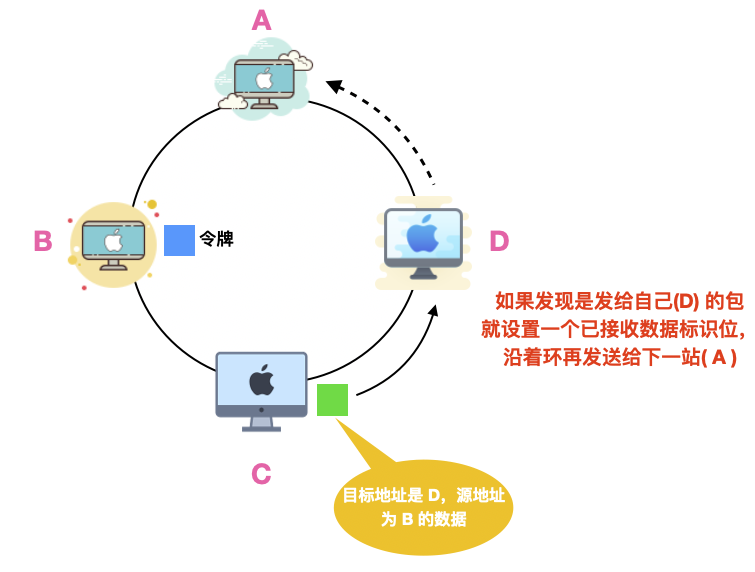 A
B
令牌
D
如果发现是发给自己(D) 的包
就设置一个已接收数据标识位，
沿着环再发送给下一站( A )
C
目标地址是 D，源地址
为 B 的数据